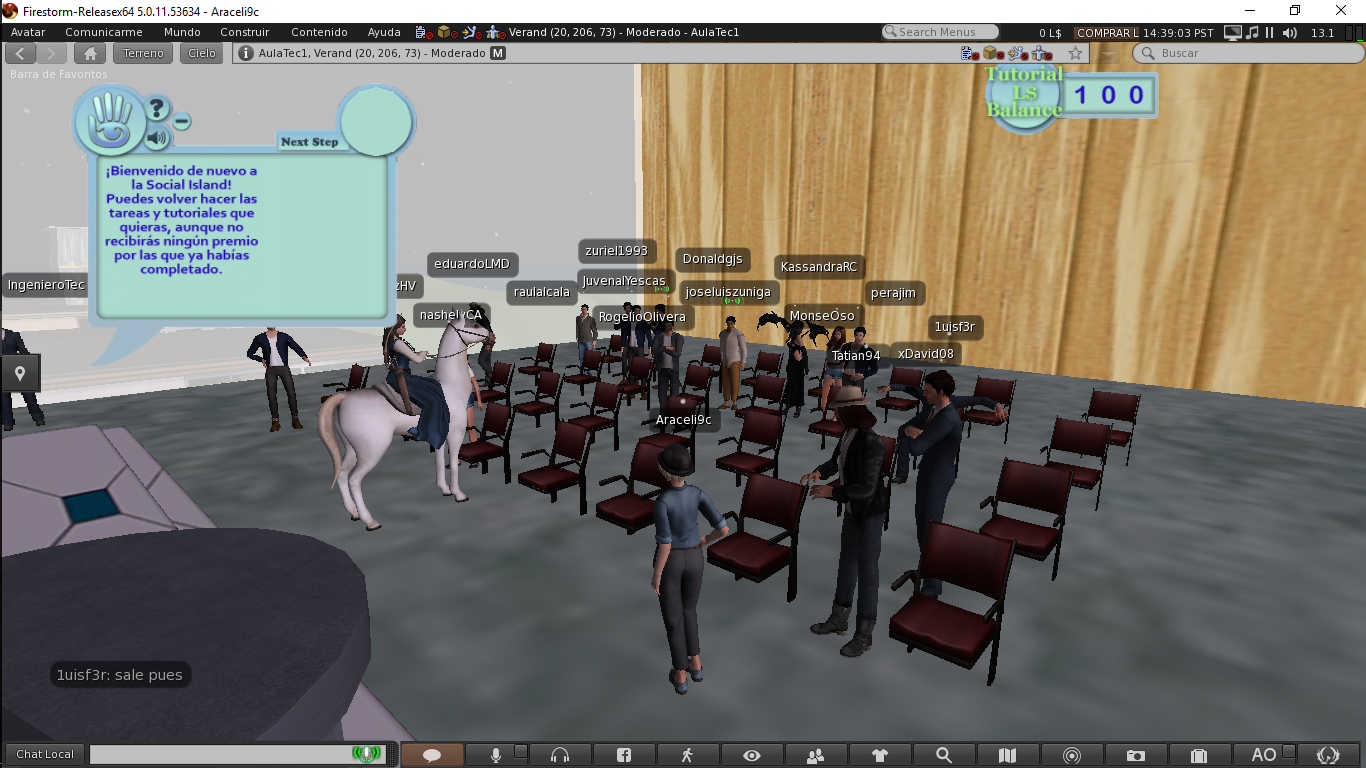 Firestorm-Releasex64 5.0.11.53634 - Araceli9c
Avatar Comunicarme Mundo Construir Contenido Ayuda Verand (20, 206, 73) - Moderado - AulaTec1 Search Menus 0 L$ COMPRAR L 14:39:03 PST 13.1
Terreno Cielo AulaTec1, Verand (20, 206, 73) - Moderado M Buscar
Barra de Favoritos
Tutorial
L$
Balance
1 0 0
?
Next Step
¡Bienvenido de nuevo a
la Social Island!
Puedes volver hacer las
tareas y tutoriales que
quieras, aunque no
recibirás ningún premio
por las que ya habías
completado.
zuriel1993
Donaldgjs
eduardoLMD
KassandraRC
IngenieroTec
zHV
JuvenalYescas
raulalcala
joseluiszuniga
perajim
nashelyCA
RogelioOlivera
MonseOso
1uisf3r
Tatian94
xDavid08
Araceli9c
1uisf3r: sale pues
Chat Local
AO